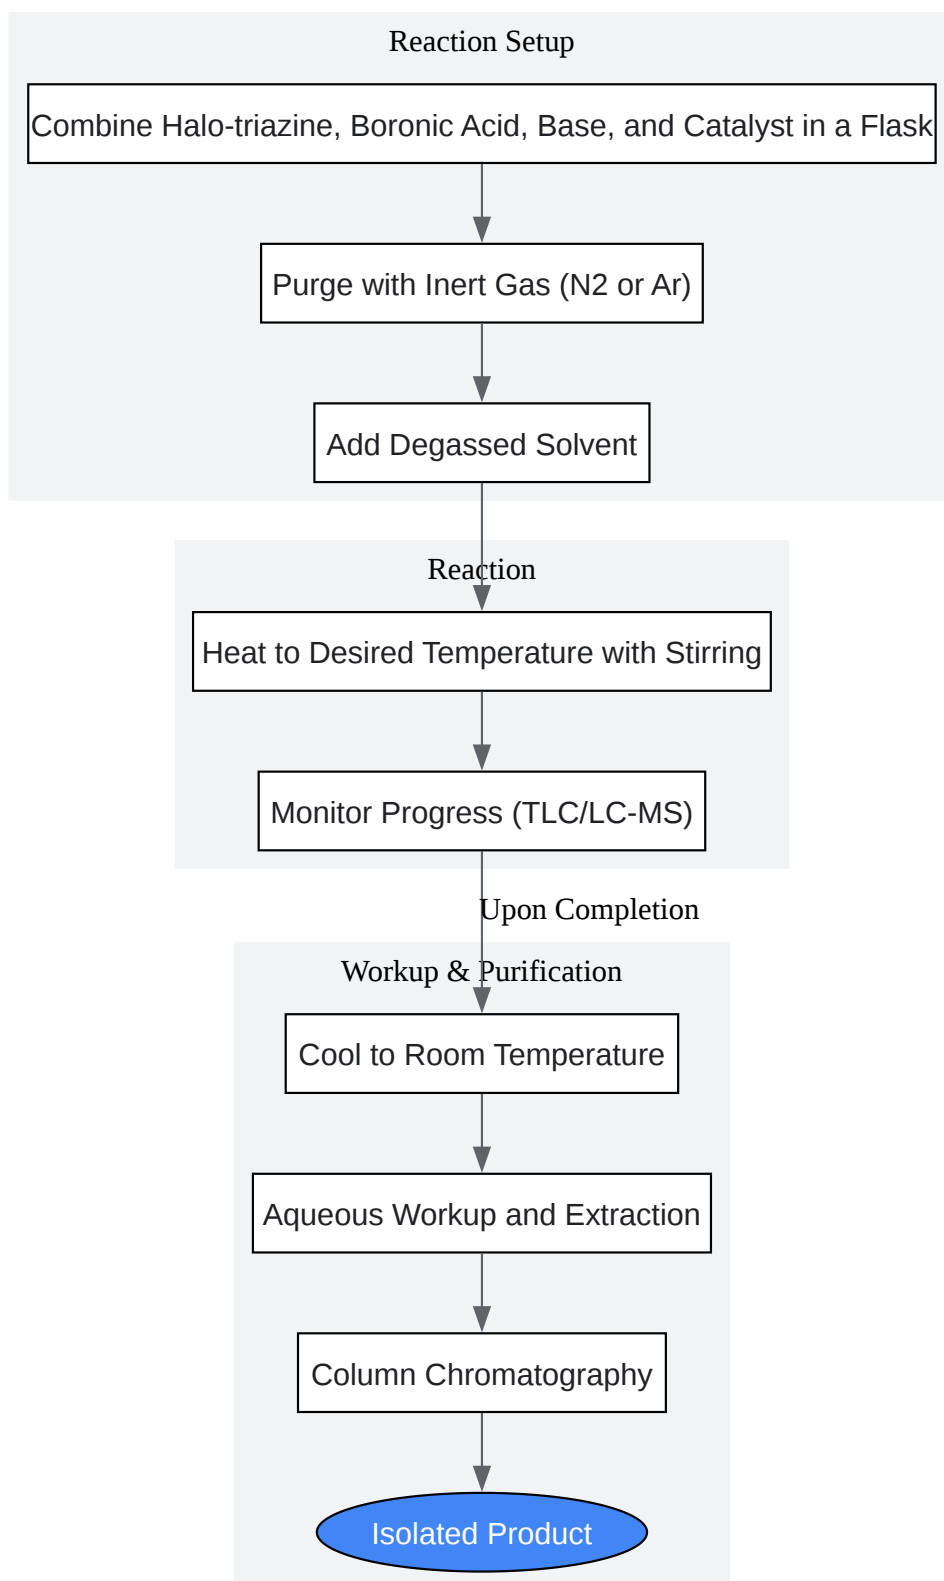 Reaction Setup
Combine Halo-triazine, Boronic Acid, Base, and Catalyst in a Flask
Purge with Inert Gas (N2 or Ar)
Add Degassed Solvent
Reaction
Heat to Desired Temperature with Stirring
Monitor Progress (TLC/LC-MS)
Upon Completion
Workup & Purification
Cool to Room Temperature
Aqueous Workup and Extraction
Column Chromatography
Isolated Product